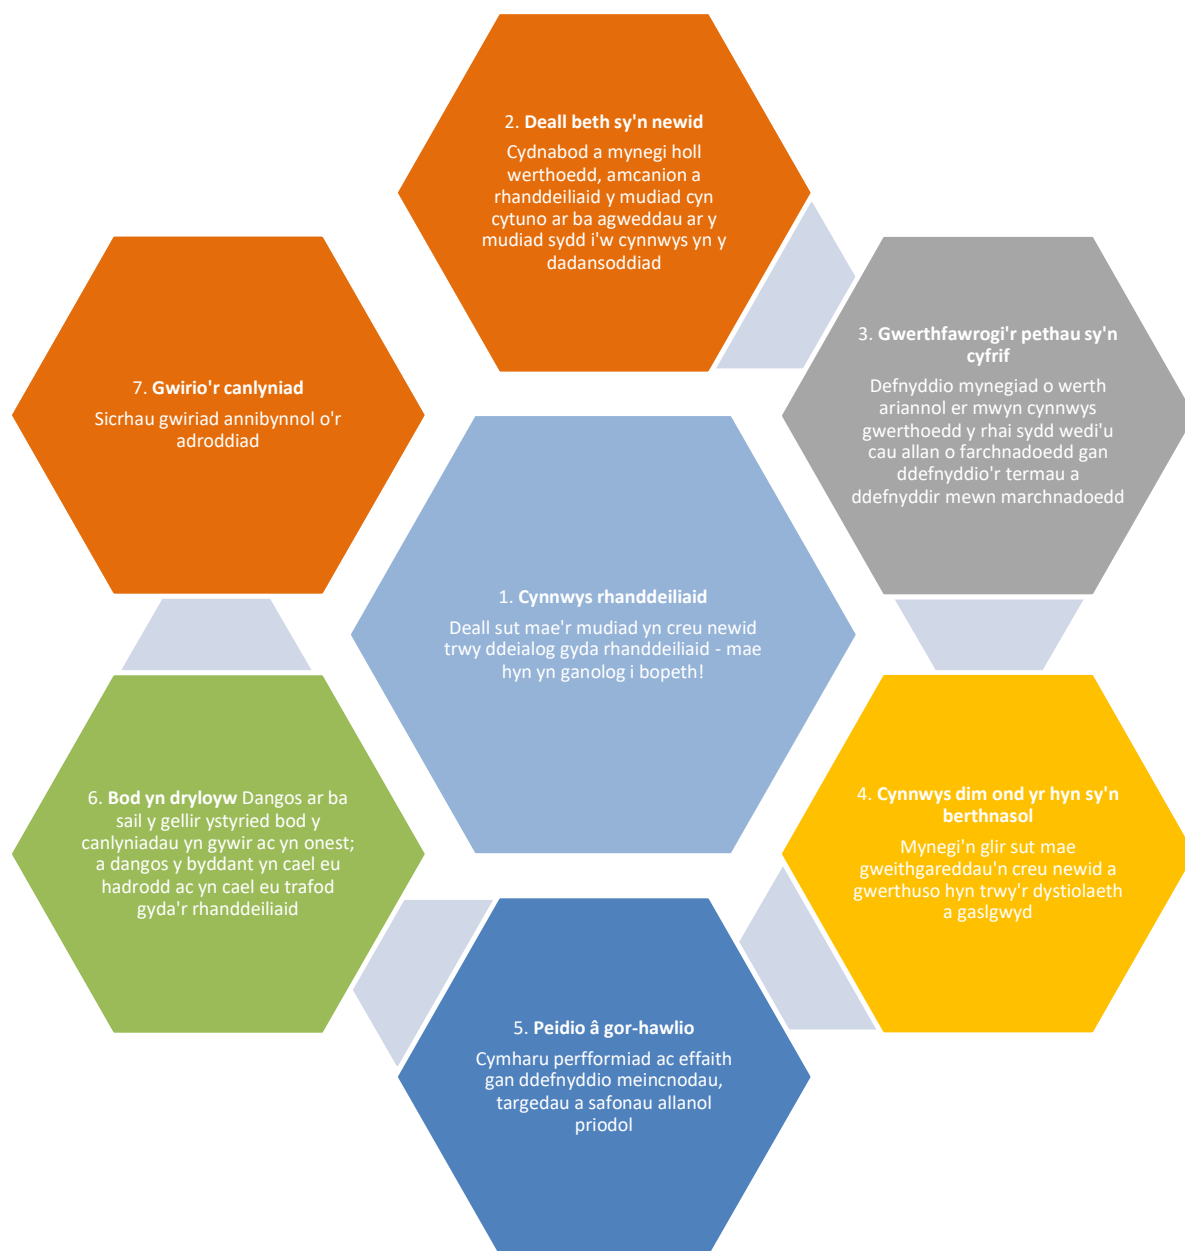 1. Cynnwys rhanddeiliaid
Deall sut mae'r mudiad yn creu newid
trwy ddeialog gyda rhanddeiliaid - mae
hyn yn ganolog i bopeth!
2. Deall beth sy'n newid
Cydnabod a mynegi holl
werthoedd, amcanion a
rhanddeiliaid y mudiad cyn
cytuno ar ba agweddau ar y
mudiad sydd i'w cynnwys yn y
dadansoddiad
3. Gwerthfawrogi'r pethau sy'n
cyfrif
Defnyddio mynegiad o werth
ariannol er mwyn cynnwys
gwerthoedd y rhai sydd wedi'u
cau allan o farchnadoedd gan
ddefnyddio'r termau a
ddefnyddir mewn marchnadoedd
4. Cynnwys dim ond yr hyn sy'n
berthnasol
Mynegi'n glir sut mae
gweithgareddau'n creu newid a
gwerthuso hyn trwy'r dystiolaeth
a gaslgwyd
5. Peidio â gor-hawlio
Cymharu perfformiad ac effaith
gan ddefnyddio meincnodau,
targedau a safonau allanol
priodol
6. Bod yn dryloyw Dangos ar ba
sail y gellir ystyried bod y
canlyniadau yn gywir ac yn onest;
a dangos y byddant yn cael eu
hadrodd ac yn cael eu trafod
gyda'r rhanddeiliaid
7. Gwirio'r canlyniad
Sicrhau gwiriad annibynnol o'r
adroddiad